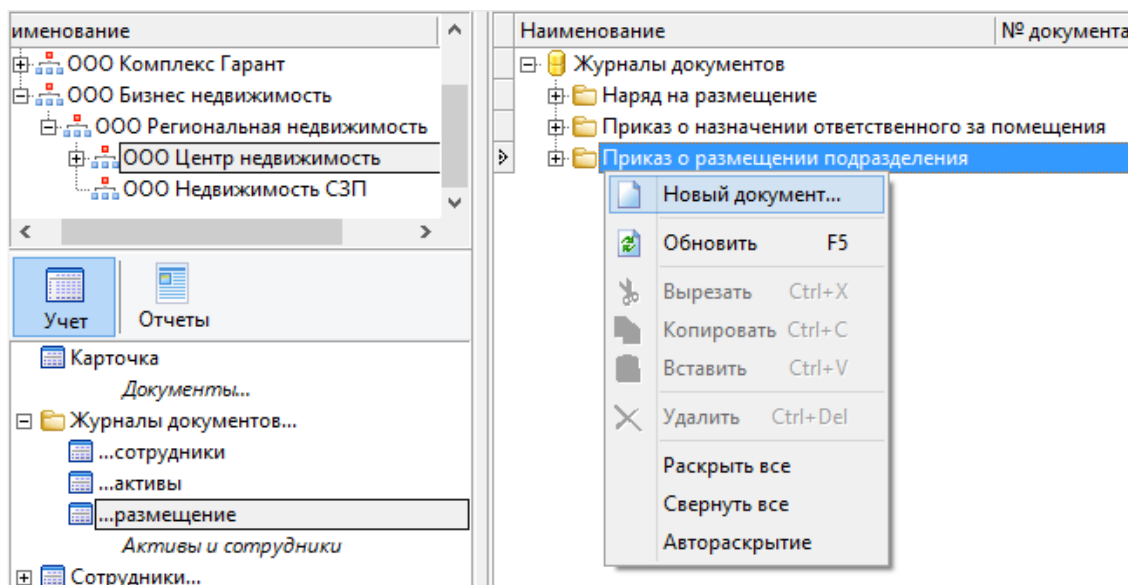 именование
ООО Комплекс Гарант
ООО Бизнес недвижимость
ООО Региональная недвижимость
ООО Центр недвижимость
ООО Недвижимость СЗП
Учет
Отчеты
Карточка
Документы...
Журналы документов...
...сотрудники
...активы
...размещение
Активы и сотрудники
Сотрудники...
Наименование № документа
Журналы документов
Наряд на размещение
Приказ о назначении ответственного за помещения
Приказ о размещении подразделения
Новый документ...
Обновить F5
Вырезать Ctrl+X
Копировать Ctrl+C
Вставить Ctrl+V
Удалить Ctrl+Del
Раскрыть все
Свернуть все
Автораскрытие